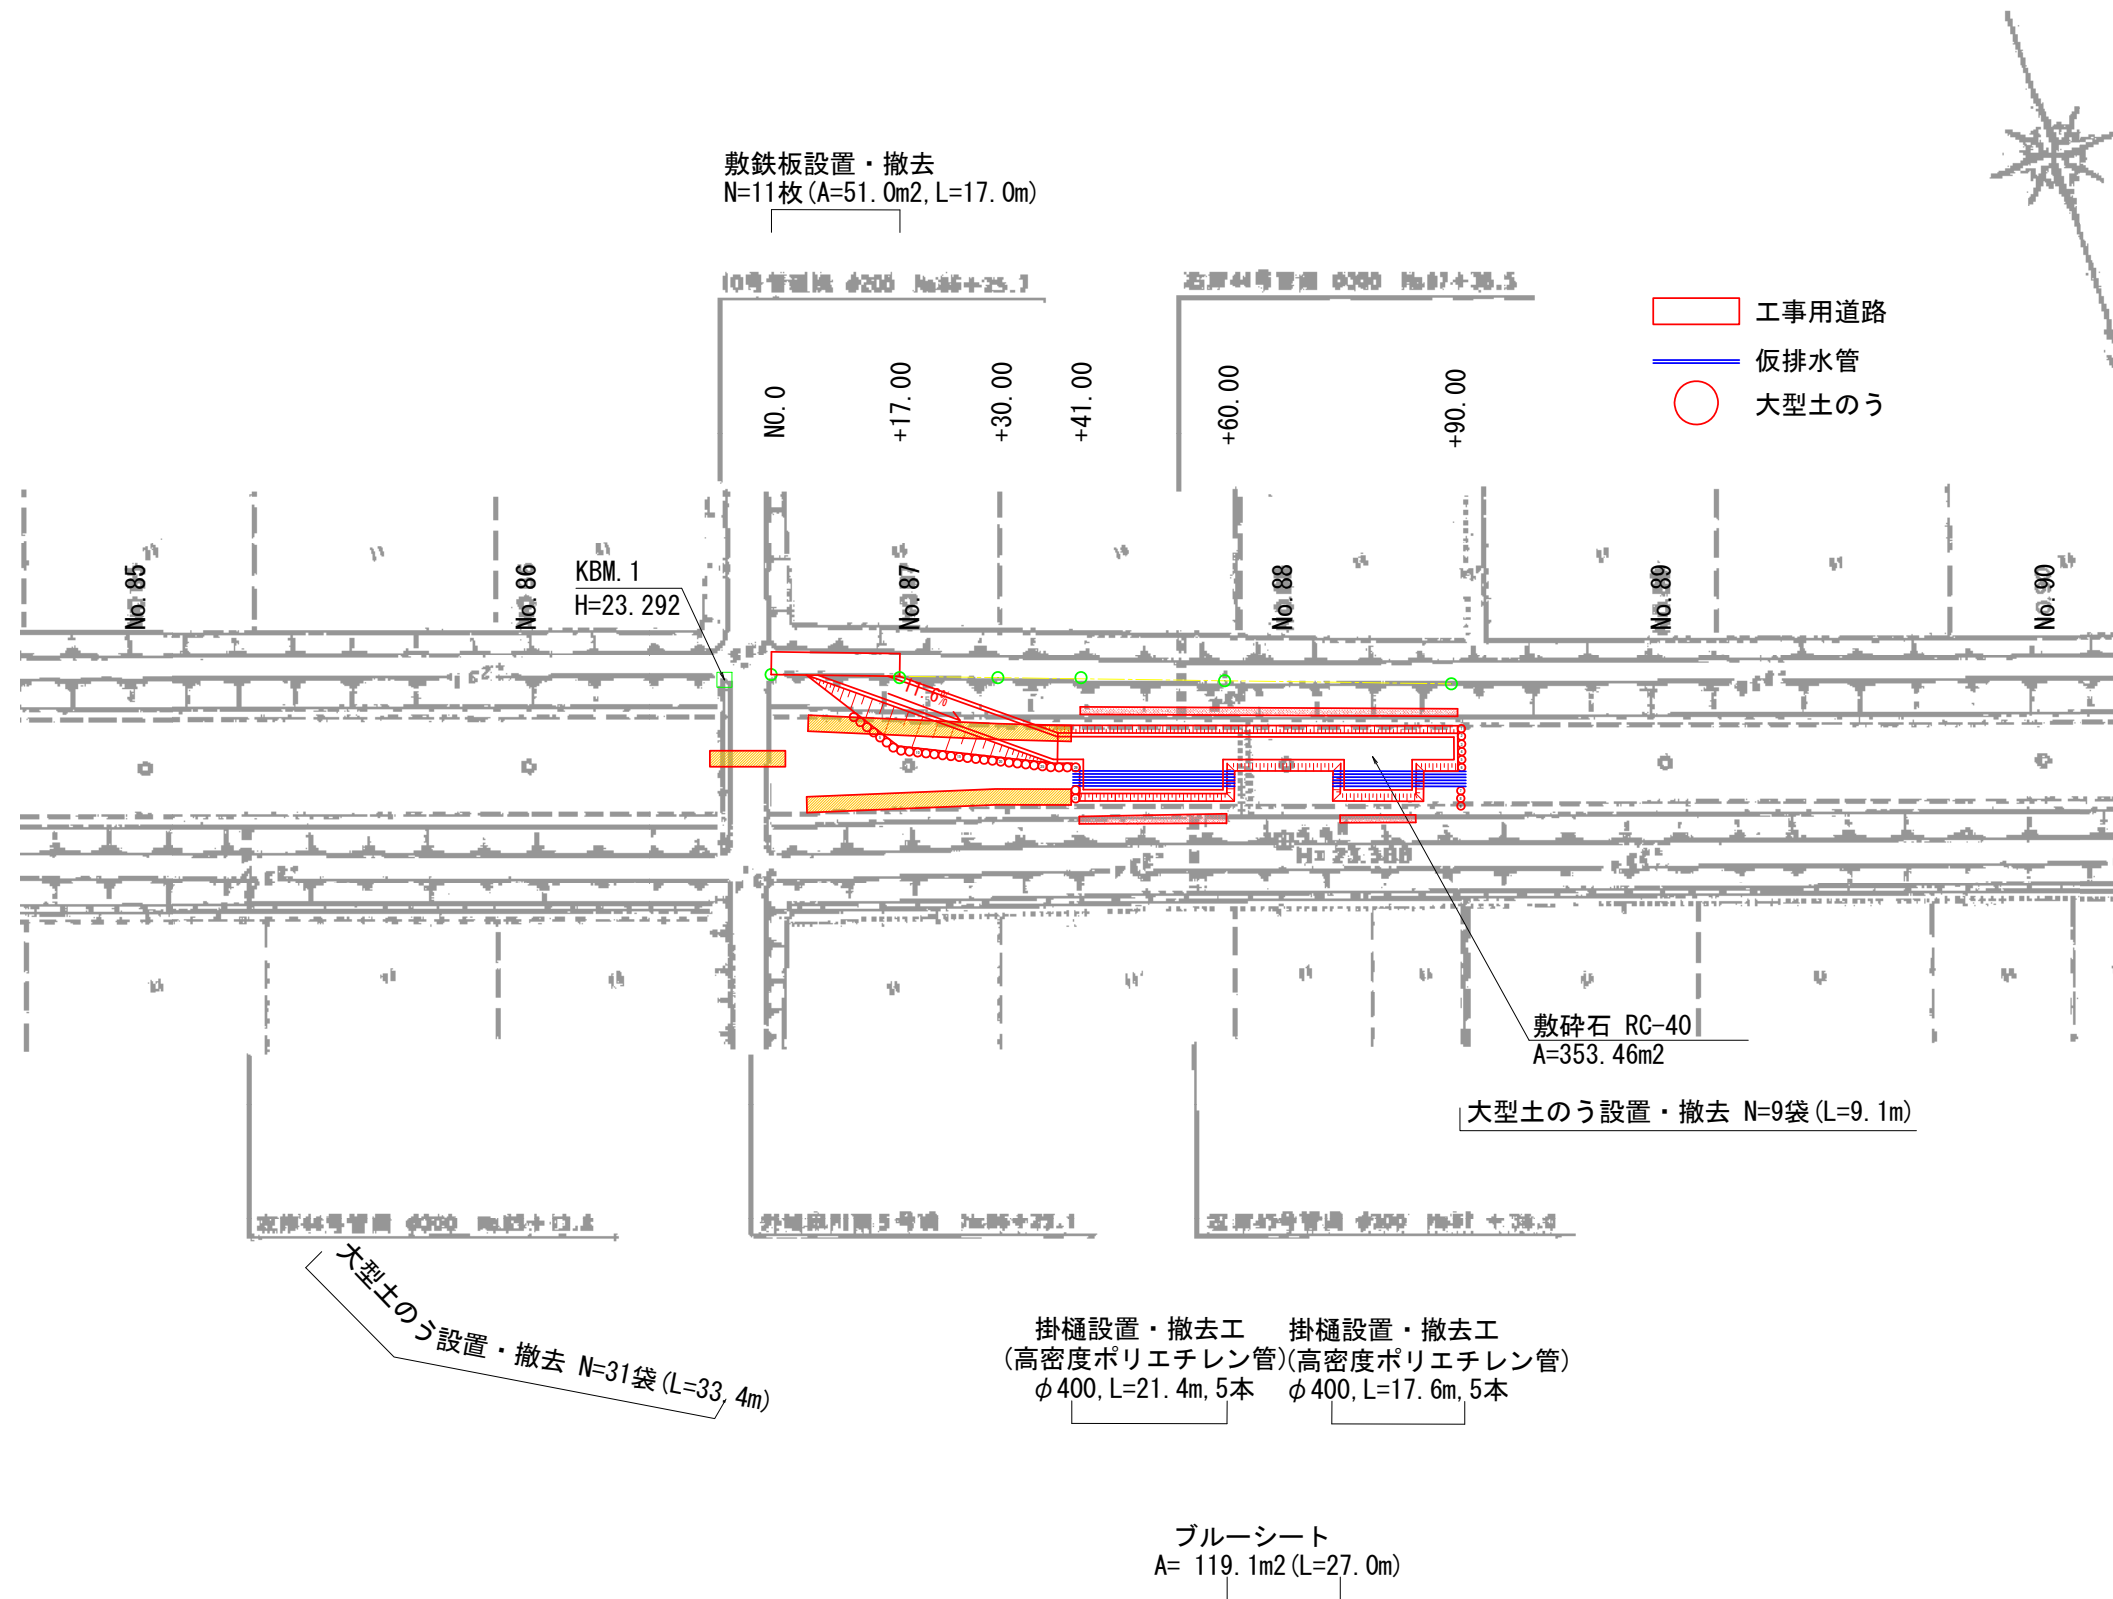 敷鉄板設置・撤去
N=11枚(A=51.0m2,L=17.0m)
工事用道路
仮排水管
大型土のう
NO.0
+17.00
+30.00
+41.00
+60.00
+90.00
No.85
No.86
No.87
No.88
No.89
No.90
KBM.1
H=23.292
敷砕石 RC-40
A=353.46m2
大型土のう設置・撤去 N=9袋(L=9.1m)
大型土のう設置・撤去 N=31袋(L=33.4m)
掛樋設置・撤去工
(高密度ポリエチレン管)
φ400,L=21.4m,5本
掛樋設置・撤去工
(高密度ポリエチレン管)
φ400,L=17.6m,5本
ブルーシート
A= 119.1m2(L=27.0m)